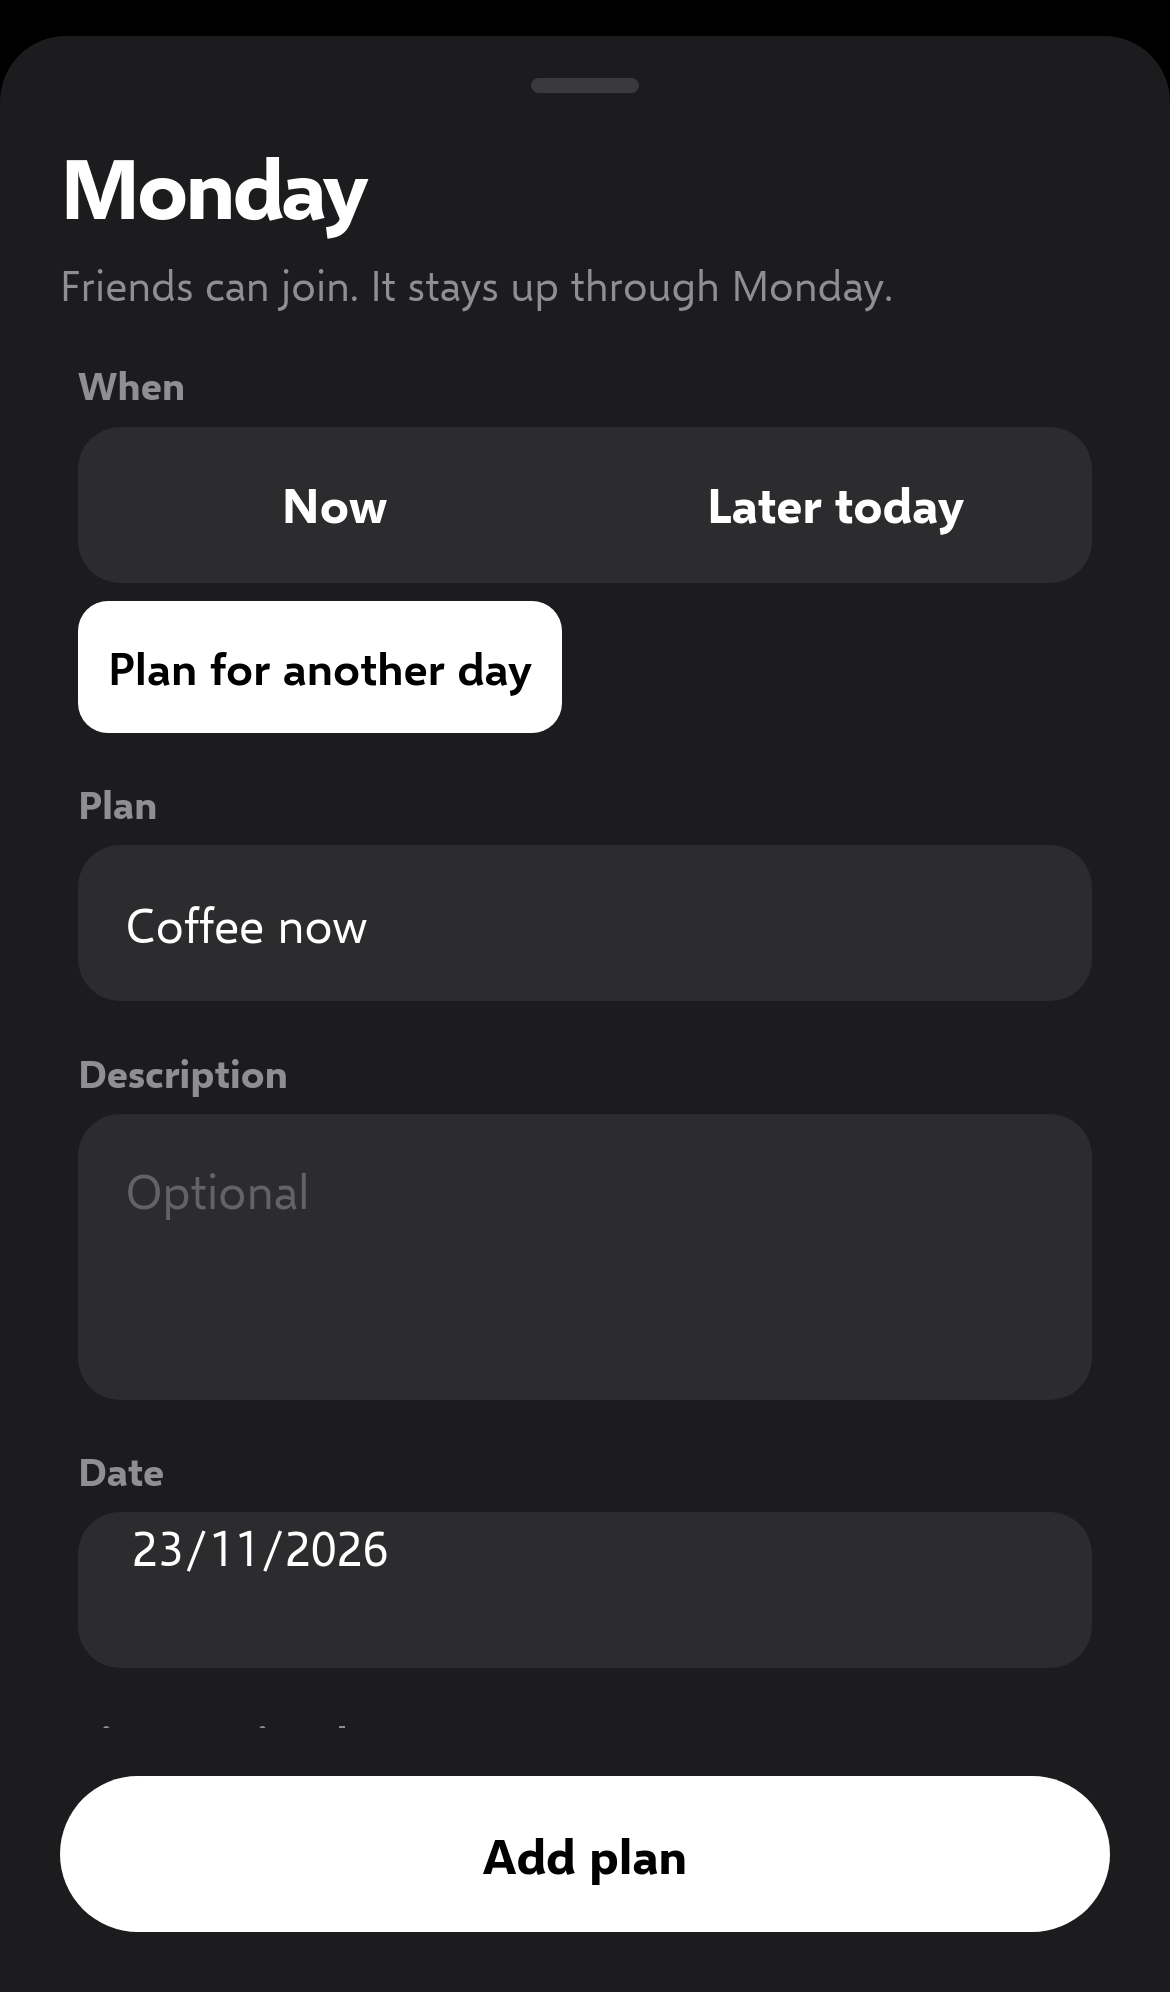 Monday
Friends can join. It stays up through Monday.
When
Now Later today
Plan for another day
Plan
Coffee now
Description
Optional
Date
23/11/2026
Add plan